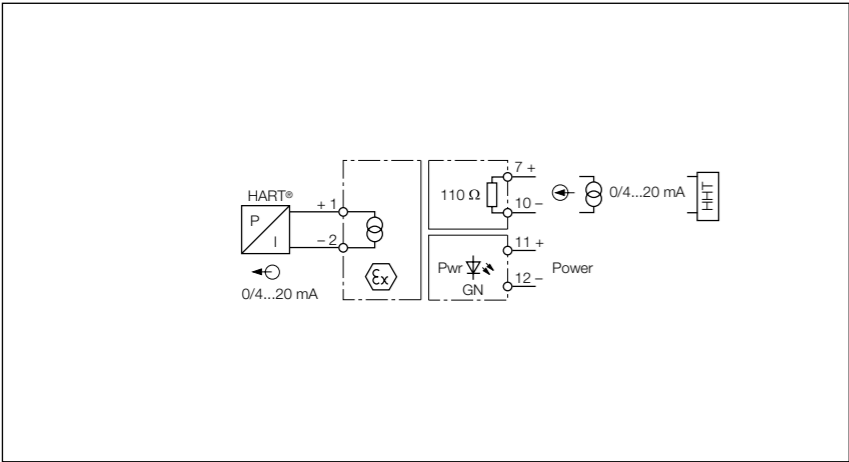 HART®
P
I
+ 1
– 2
0/4...20 mA
Ex
110 Ω
7 +
10 –
0/4...20 mA
HHT
Pwr
GN
11 +
12 –
Power